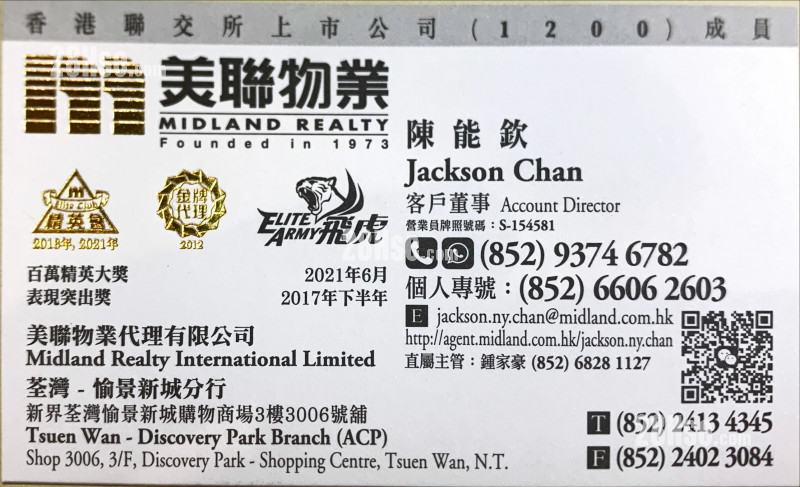 香港聯交所上市公司(1200)成員
美聯物業
MIDLAND REALTY
Founded in 1973
Elite Club
精英會
2018年, 2021年
金牌
代理
2012
ELITE
ARMY 飛虎
百萬精英大獎 2021年6月
表現突出獎 2017年下半年
美聯物業代理有限公司
Midland Realty International Limited
荃灣 - 愉景新城分行
新界荃灣愉景新城購物商場3樓3006號舖
Tsuen Wan - Discovery Park Branch (ACP)
Shop 3006, 3/F, Discovery Park - Shopping Centre, Tsuen Wan, N.T.
陳能欽
Jackson Chan
客戶董事 Account Director
營業員牌照號碼：S-154581
(852) 9374 6782
個人專號：(852) 6606 2603
E jackson.ny.chan@midland.com.hk
http://agent.midland.com.hk/jackson.ny.chan
直屬主管：鍾家豪 (852) 6828 1127
T (852) 2413 4345
F (852) 2402 3084
28HSE.com
28HSE.com
28HSE.com